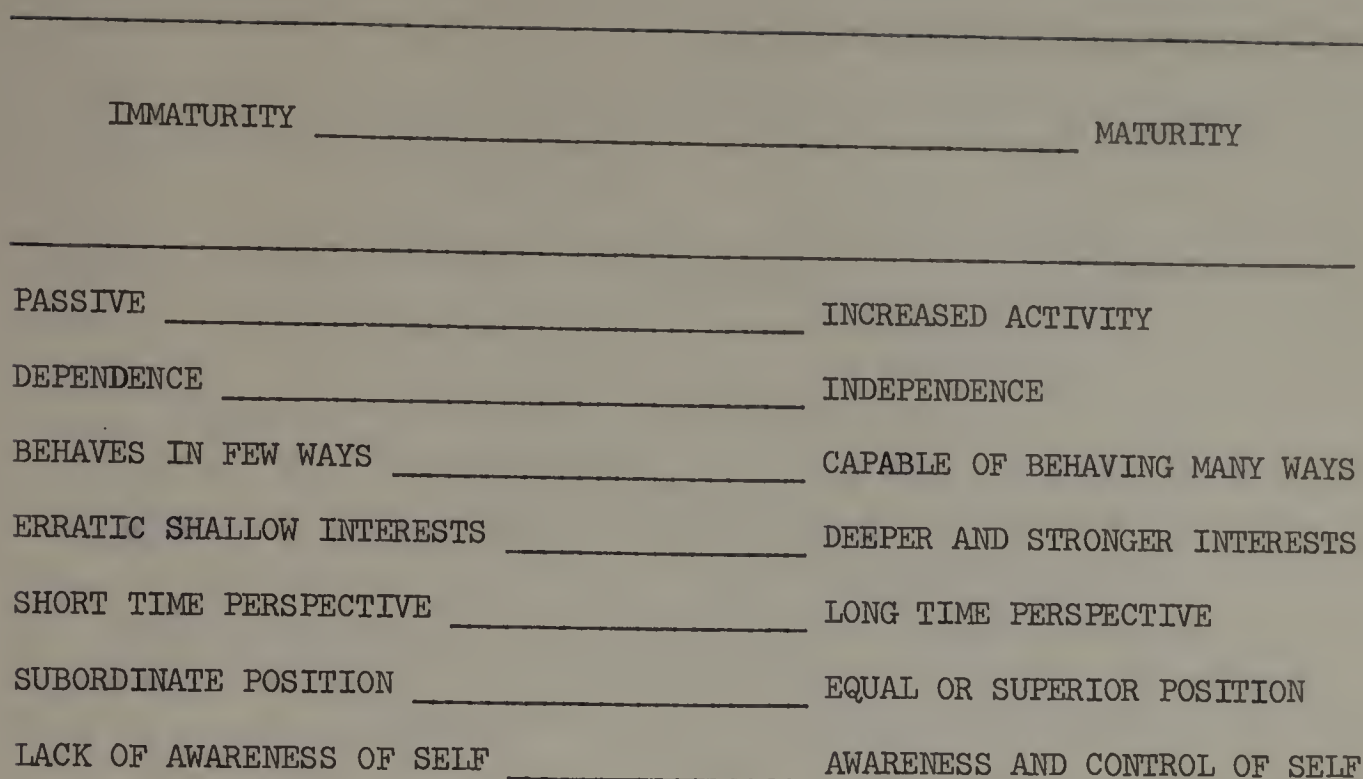 IMMATURITY MATURITY
PASSIVE INCREASED ACTIVITY
DEPENDENCE INDEPENDENCE
BEHAVES IN FEW WAYS CAPABLE OF BEHAVING MANY WAYS
ERRATIC SHALLOW INTERESTS DEEPER AND STRONGER INTERESTS
SHORT TIME PERSPECTIVE LONG TIME PERSPECTIVE
SUBORDINATE POSITION EQUAL OR SUPERIOR POSITION
LACK OF AWARENESS OF SELF AWARENESS AND CONTROL OF SELF